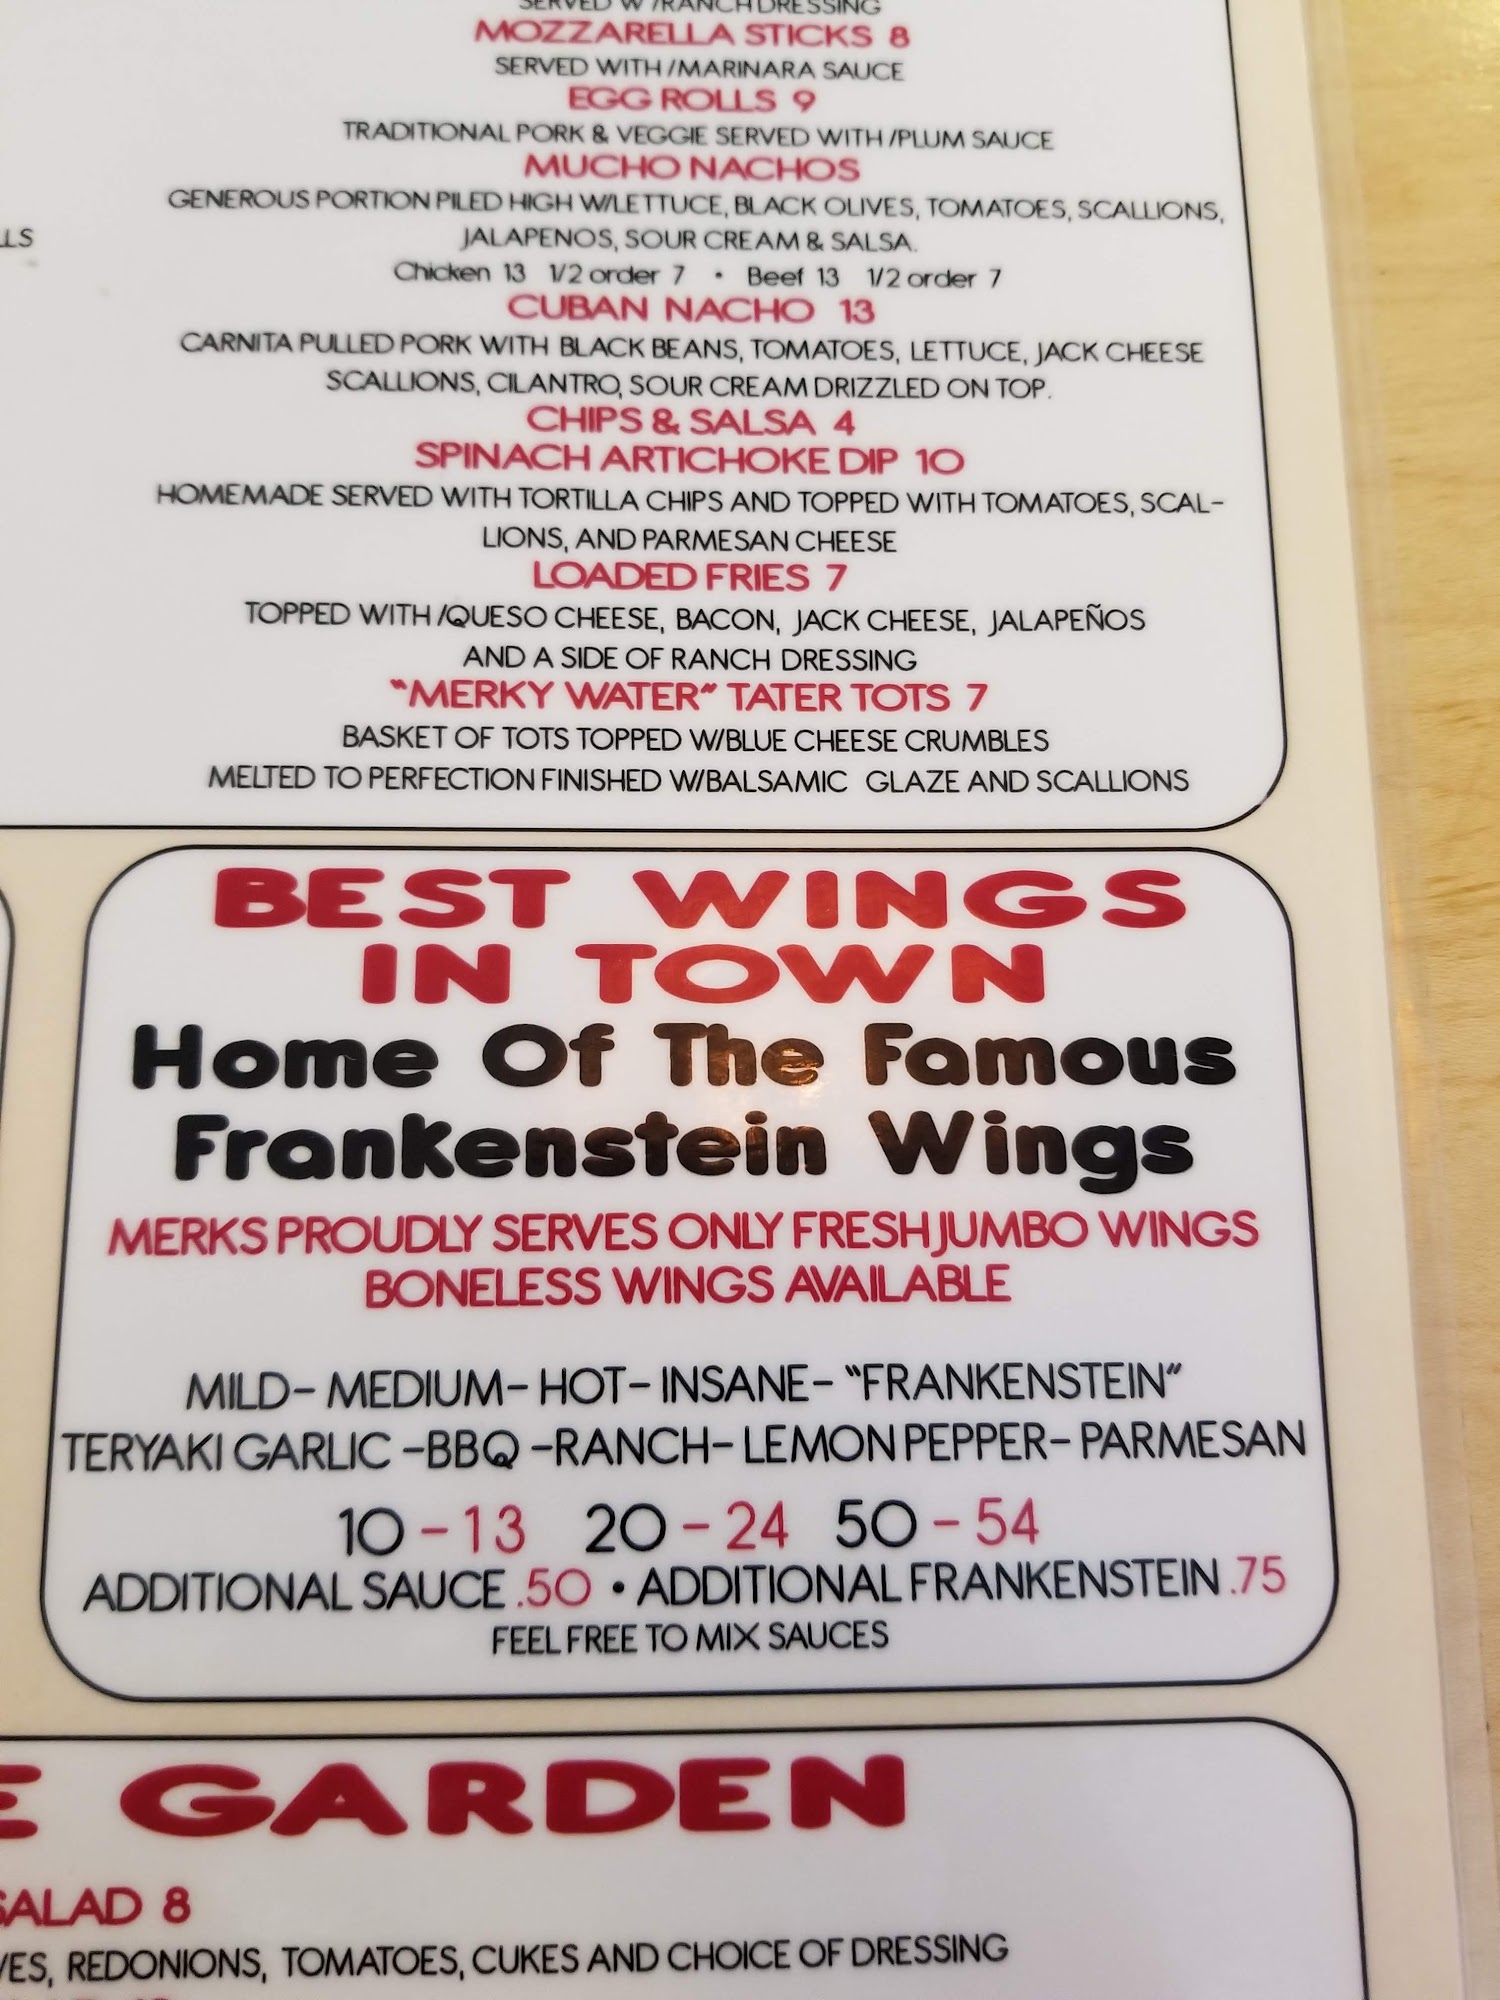 SERVED W/RANCH DRESSING
MOZZARELLA STICKS 8
SERVED WITH/MARINARA SAUCE
EGG ROLLS 9
TRADITIONAL PORK & VEGGIE SERVED WITH/PLUM SAUCE
MUCHO NACHOS
GENEROUS PORTION PILED HIGH W/LETTUCE, BLACK OLIVES, TOMATOES, SCALLIONS,
JALAPENOS, SOUR CREAM & SALSA.
Chicken 13 1/2 order 7 • Beef 13 1/2 order 7
CUBAN NACHO 13
CARNITA PULLED PORK WITH BLACK BEANS, TOMATOES, LETTUCE, JACK CHEESE
SCALLIONS, CILANTRO, SOUR CREAM DRIZZLED ON TOP.
CHIPS & SALSA 4
SPINACH ARTICHOKE DIP 10
HOMEMADE SERVED WITH TORTILLA CHIPS AND TOPPED WITH TOMATOES, SCAL-
LIONS, AND PARMESAN CHEESE
LOADED FRIES 7
TOPPED WITH/QUESO CHEESE, BACON, JACK CHEESE, JALAPEÑOS
AND A SIDE OF RANCH DRESSING
"MERKY WATER" TATER TOTS 7
BASKET OF TOTS TOPPED W/BLUE CHEESE CRUMBLES
MELTED TO PERFECTION FINISHED W/BALSAMIC GLAZE AND SCALLIONS
BEST WINGS
IN TOWN
Home Of The Famous
Frankenstein Wings
MERKS PROUDLY SERVES ONLY FRESH JUMBO WINGS
BONELESS WINGS AVAILABLE
MILD- MEDIUM- HOT- INSANE- "FRANKENSTEIN"
TERYAKI GARLIC -BBQ -RANCH- LEMON PEPPER- PARMESAN
10 - 13 20 - 24 50 - 54
ADDITIONAL SAUCE .50 • ADDITIONAL FRANKENSTEIN .75
FEEL FREE TO MIX SAUCES
GARDEN
SALAD 8
RED ONIONS, TOMATOES, CUKES AND CHOICE OF DRESSING